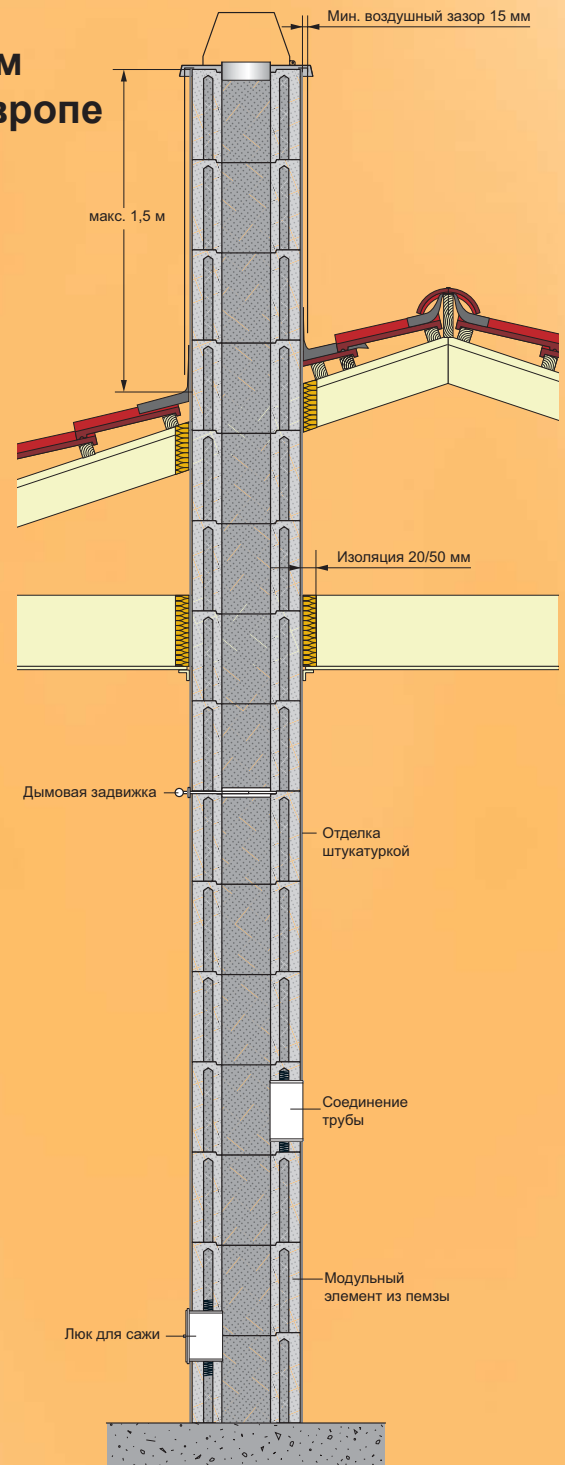 Мин. воздушный зазор 15 мм
м
вропе
макс. 1,5 м
Изоляция 20/50 мм
Дымовая задвижка
Отделка
штукатуркой
Соединение
трубы
Модульный
элемент из пемзы
Люк для сажи